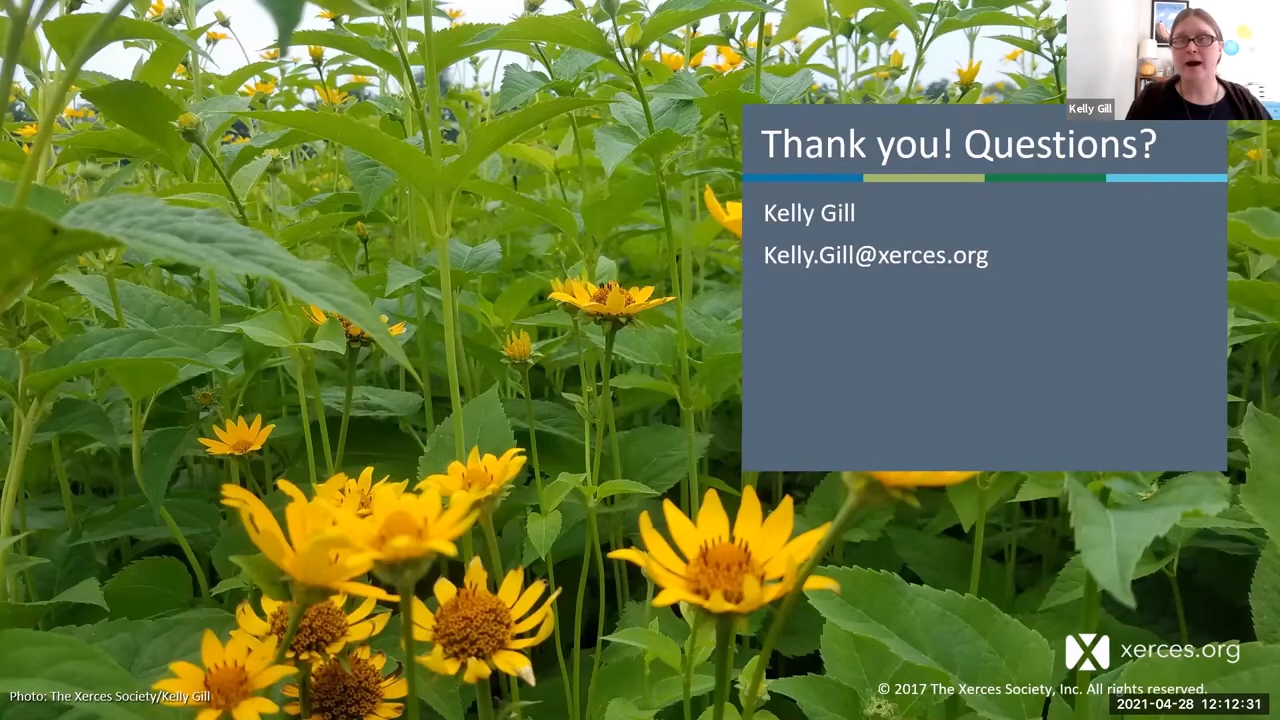 Kelly Gill
Thank you! Questions?
Kelly Gill
Kelly.Gill@xerces.org
xerces.org
Photo: The Xerces Society/Kelly Gill
© 2017 The Xerces Society, Inc. All rights reserved.
2021-04-28 12:12:31